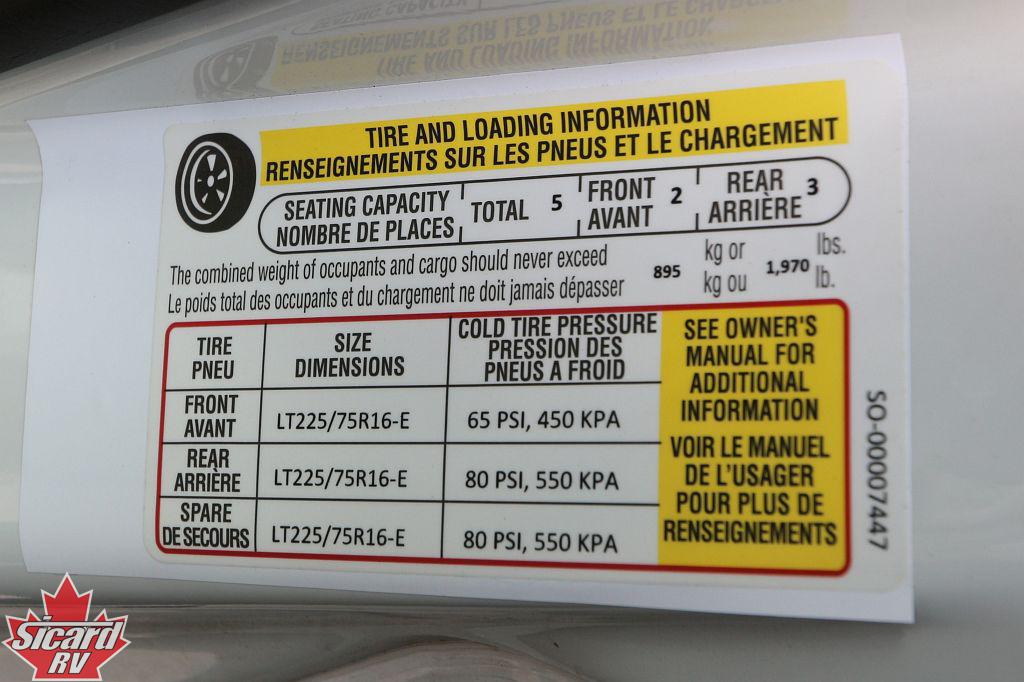 TIRE AND LOADING INFORMATION
RENSEIGNEMENTS SUR LES PNEUS ET LE CHARGEMENT
SEATING CAPACITY
NOMBRE DE PLACES
TOTAL 5
FRONT
AVANT 2
REAR
ARRIÈRE 3
The combined weight of occupants and cargo should never exceed
Le poids total des occupants et du chargement ne doit jamais dépasser
895
kg or
kg ou
1,970
lbs.
lb.
TIRE
PNEU
SIZE
DIMENSIONS
COLD TIRE PRESSURE
PRESSION DES
PNEUS A FROID
FRONT
AVANT
LT225/75R16-E
65 PSI, 450 KPA
REAR
ARRIÈRE
LT225/75R16-E
80 PSI, 550 KPA
SPARE
DE SECOURS
LT225/75R16-E
80 PSI, 550 KPA
SEE OWNER'S
MANUAL FOR
ADDITIONAL
INFORMATION
VOIR LE MANUEL
DE L'USAGER
POUR PLUS DE
RENSEIGNEMENTS
SO-00007447
Sicard
RV